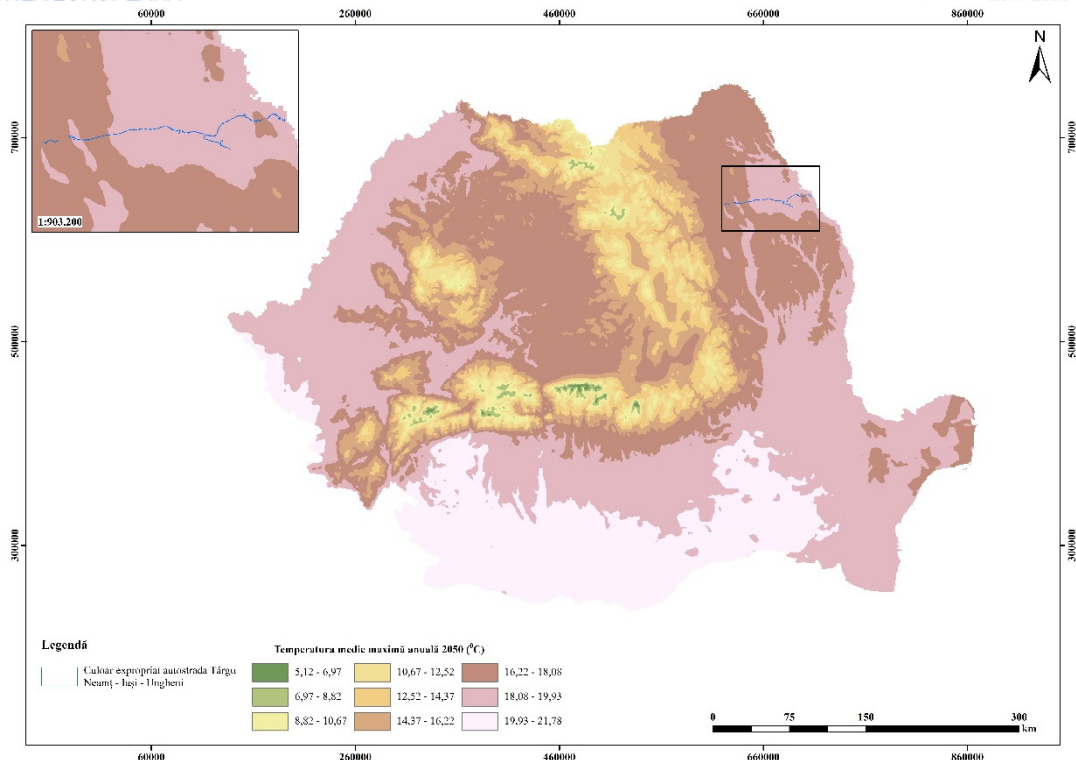 60000 260000 460000 660000 860000
N
700000 700000
1:903.200
500000 500000
300000 300000
Legendă
Culoar expropriat autostrada Târgu
Neamț - Iași - Ungheni
Temperatura medie maximă anuală 2050 (⁰C)
5,12 - 6,97 10,67 - 12,52 16,22 - 18,08
6,97 - 8,82 12,52 - 14,37 18,08 - 19,93
8,82 - 10,67 14,37 - 16,22 19,93 - 21,78
0 75 150 300
km
60000 260000 460000 660000 860000